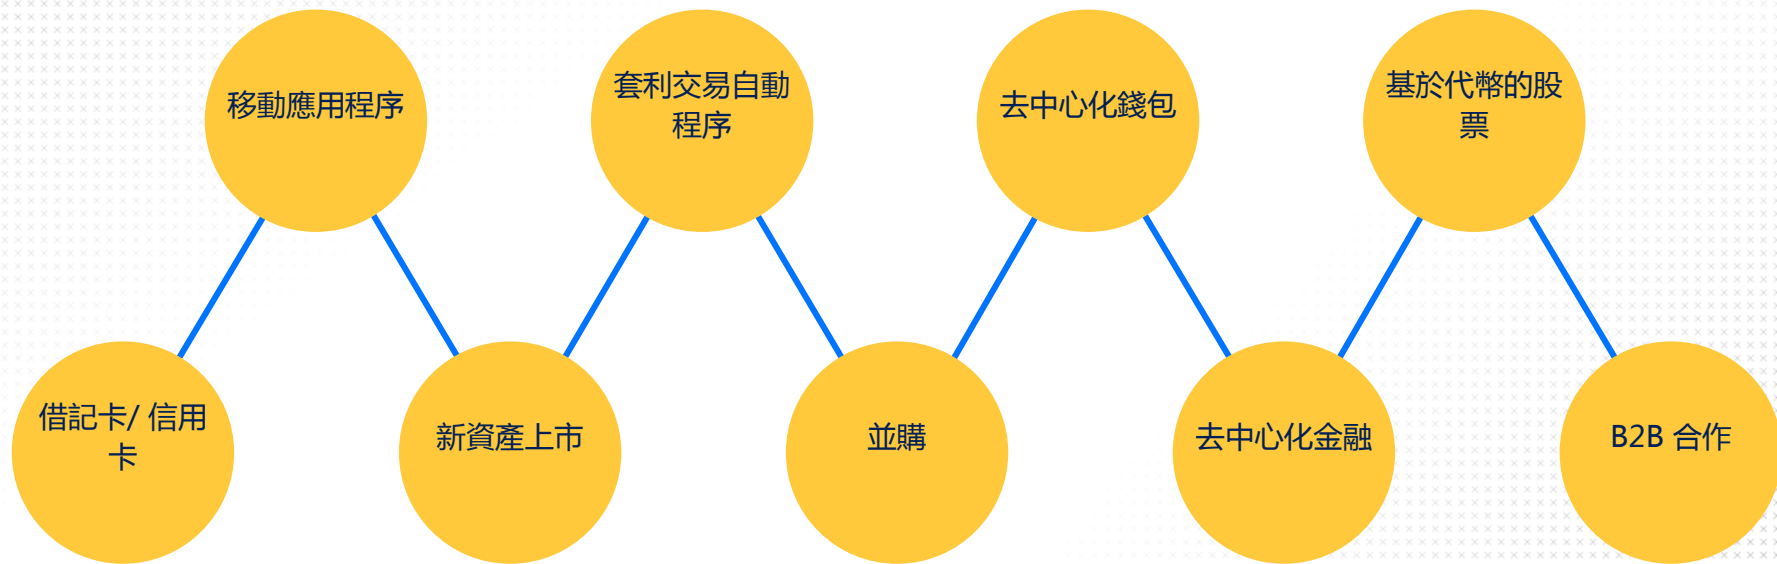 移動應用程序
套利交易自動
程序
去中心化錢包
基於代幣的股
票
借記卡/ 信用
卡
新資產上市
並購
去中心化金融
B2B 合作